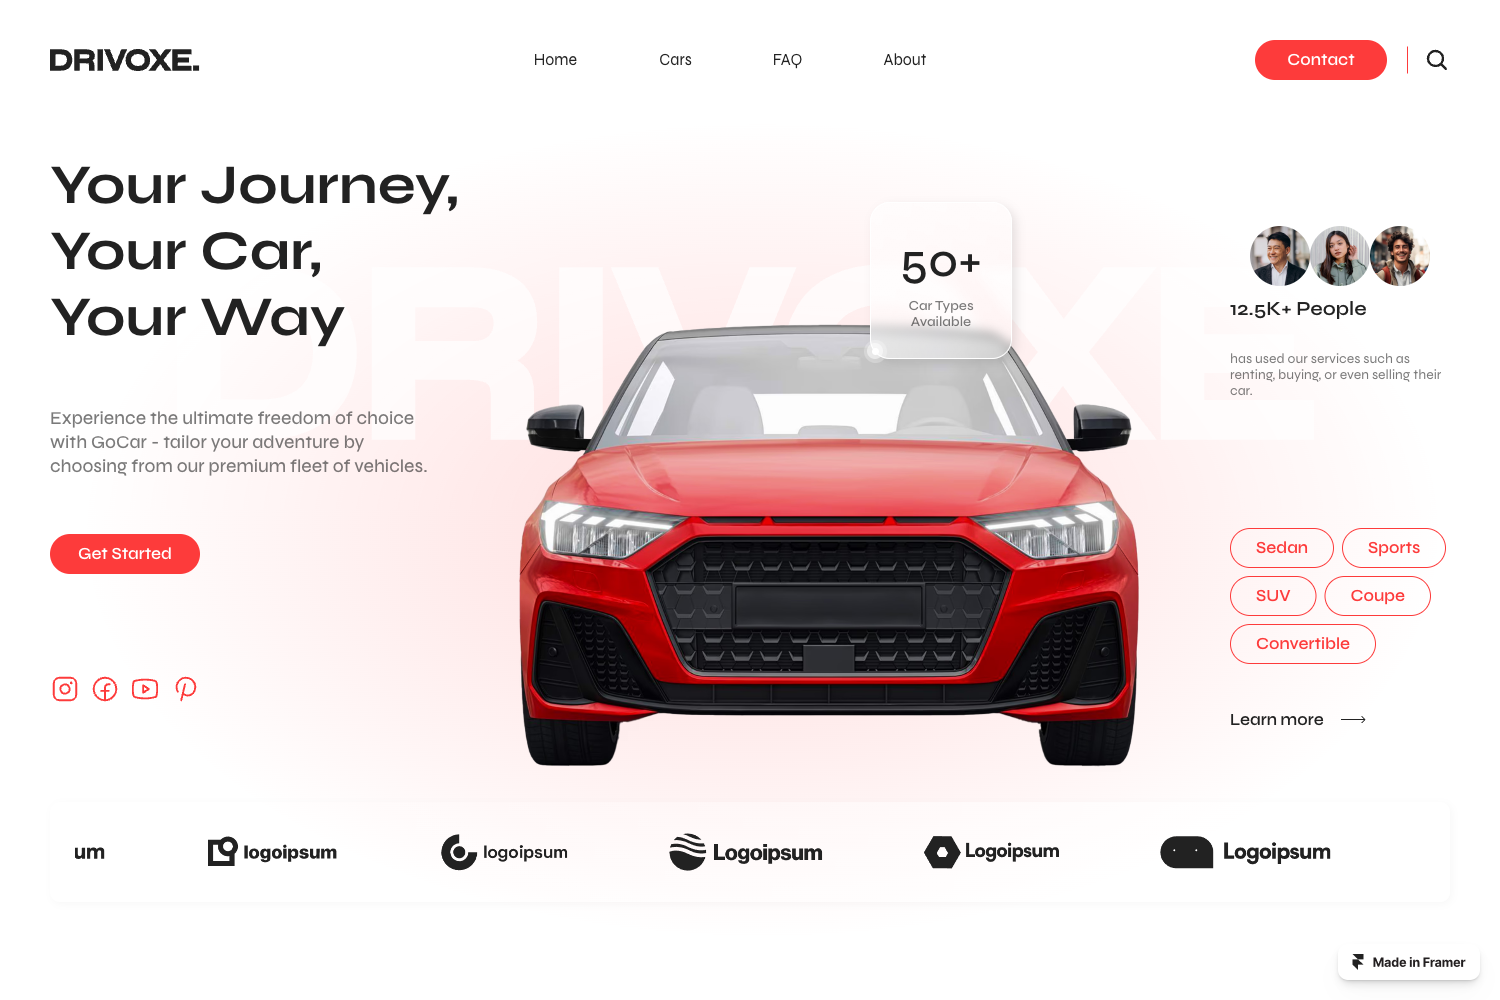 DRIVOXE.
Home
Cars
FAQ
About
Contact
Your Journey,
Your Car,
Your Way
DRIVOXE
50+
Car Types
Available
12.5K+ People
has used our services such as
renting, buying, or even selling their
car.
Experience the ultimate freedom of choice
with GoCar - tailor your adventure by
choosing from our premium fleet of vehicles.
Get Started
Sedan
Sports
SUV
Coupe
Convertible
Learn more
um
logoipsum
logoipsum
Logoipsum
Logoipsum
Logoipsum
Made in Framer